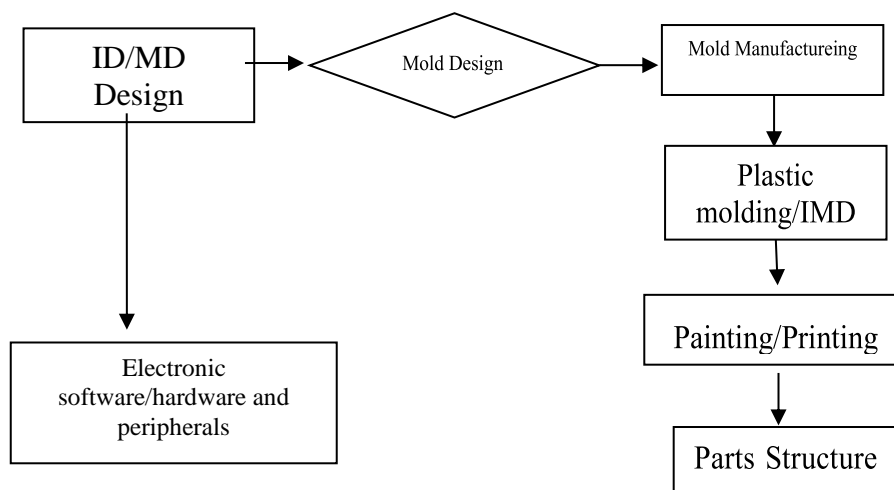 ID/MD
Design
Mold Design
Mold Manufactureing
Plastic
molding/IMD
Painting/Printing
Parts Structure
Electronic
software/hardware and
peripherals